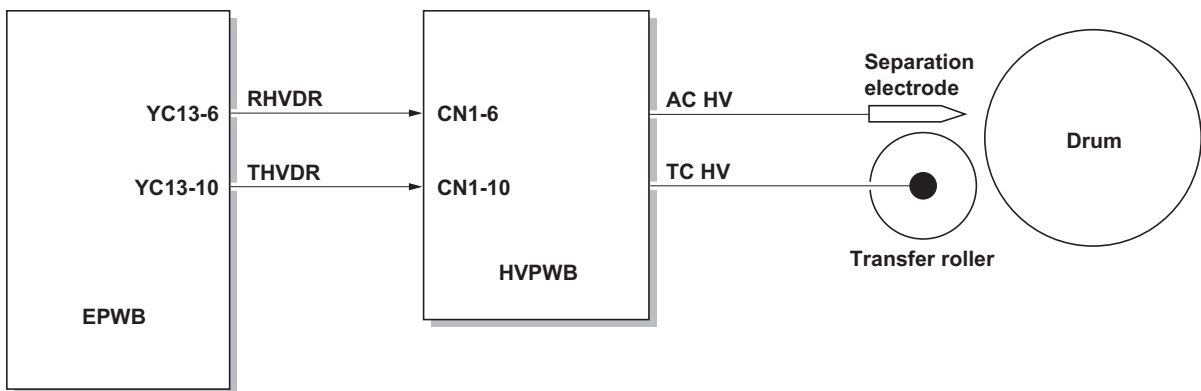 Separation
electrode
YC13-6
RHVDR
CN1-6
AC HV
Drum
YC13-10
THVDR
CN1-10
TC HV
Transfer roller
HVPWB
EPWB